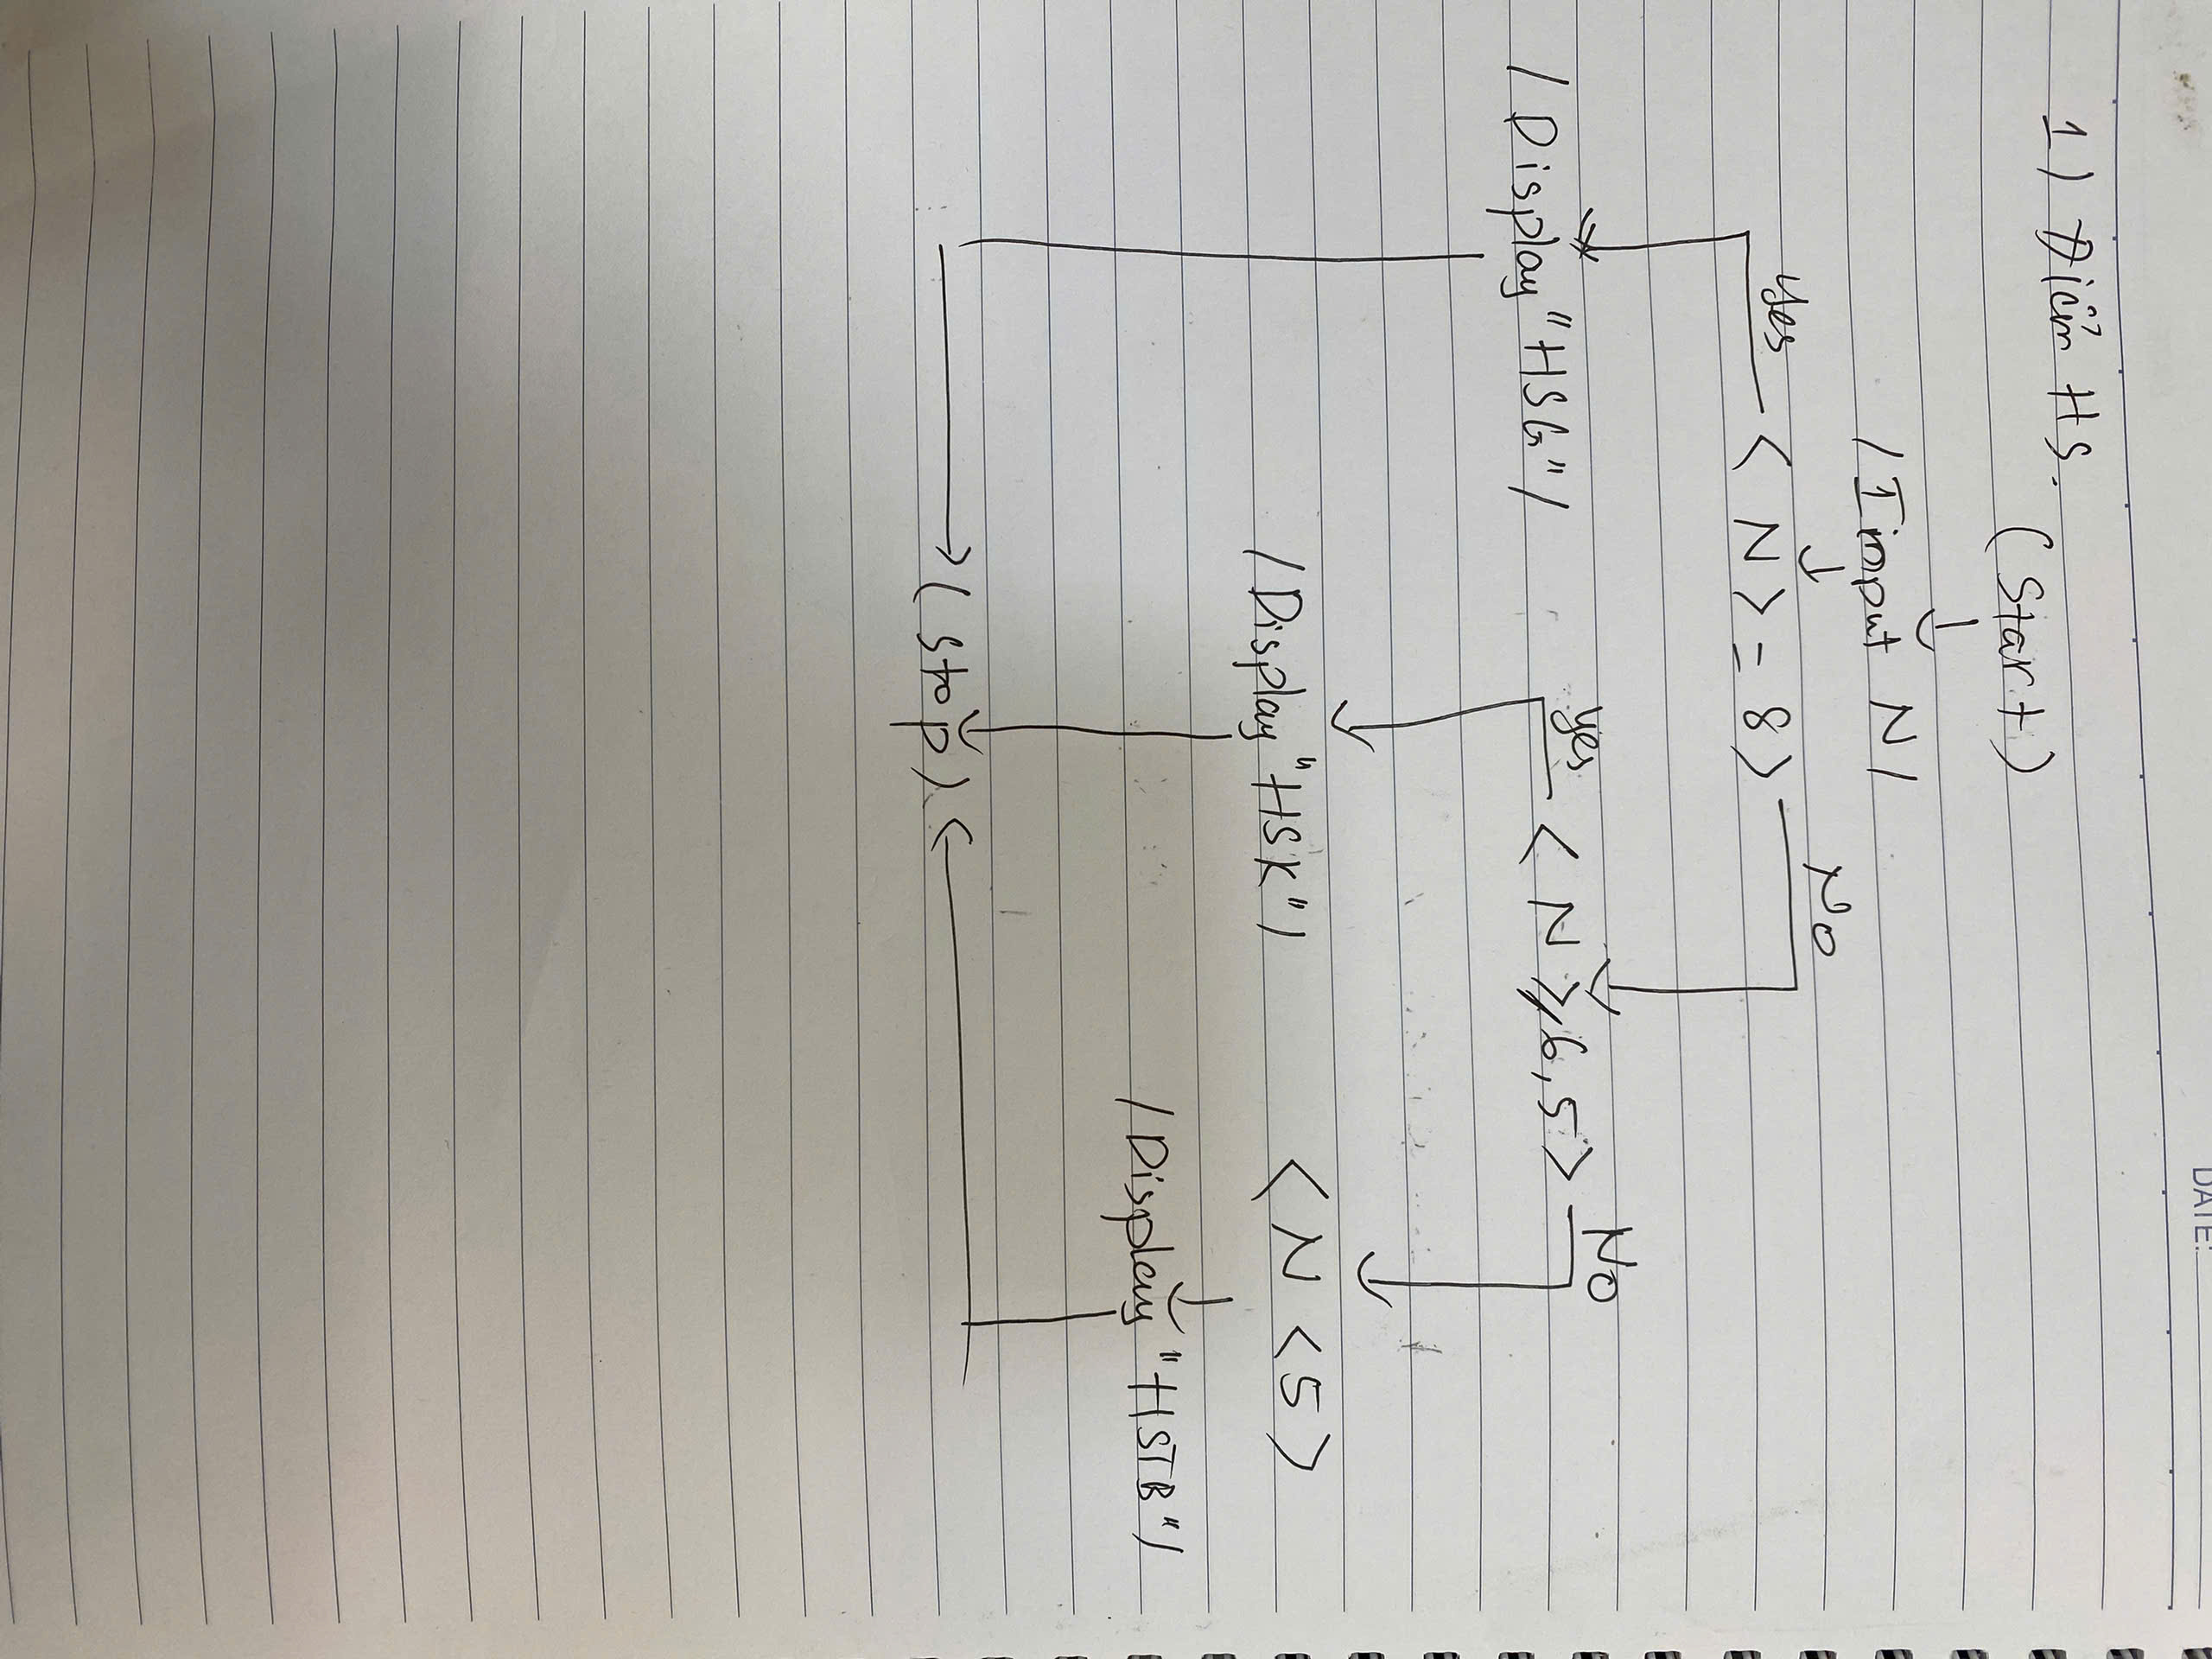 DATE:
1) Điểm HS.
(Start)
/Input N/
Yes <N>=8> No
/Display "HSG"/
Yes <N ≥ 6,5> No
/Display "HSK"/
<N<5>
/Display "HSTB"/
(Stop)